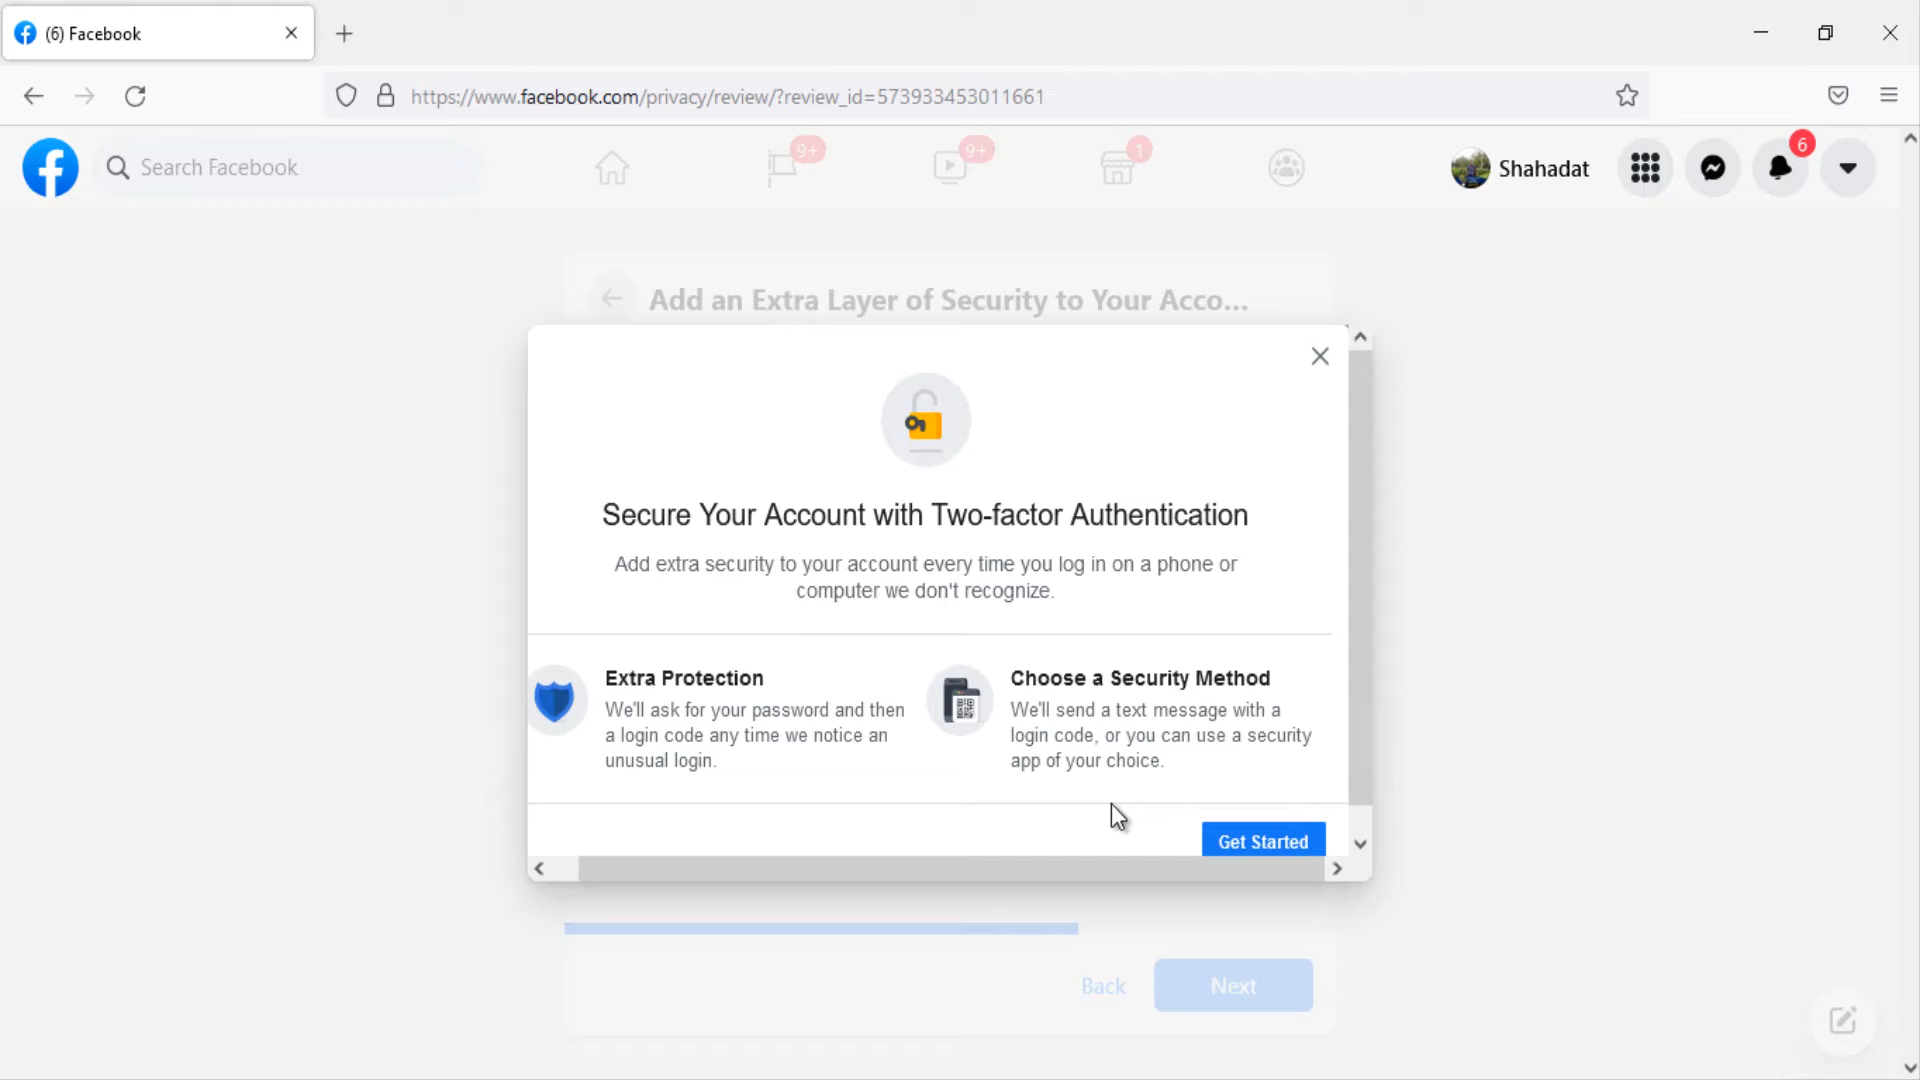 (6) Facebook
https://www.facebook.com/privacy/review/?review_id=573933453011661
Search Facebook
9+
9+
1
Shahadat
6
Add an Extra Layer of Security to Your Acco...
Secure Your Account with Two-factor Authentication
Add extra security to your account every time you log in on a phone or
computer we don't recognize.
Extra Protection
We'll ask for your password and then
a login code any time we notice an
unusual login.
Choose a Security Method
We'll send a text message with a
login code, or you can use a security
app of your choice.
Get Started
Back
Next